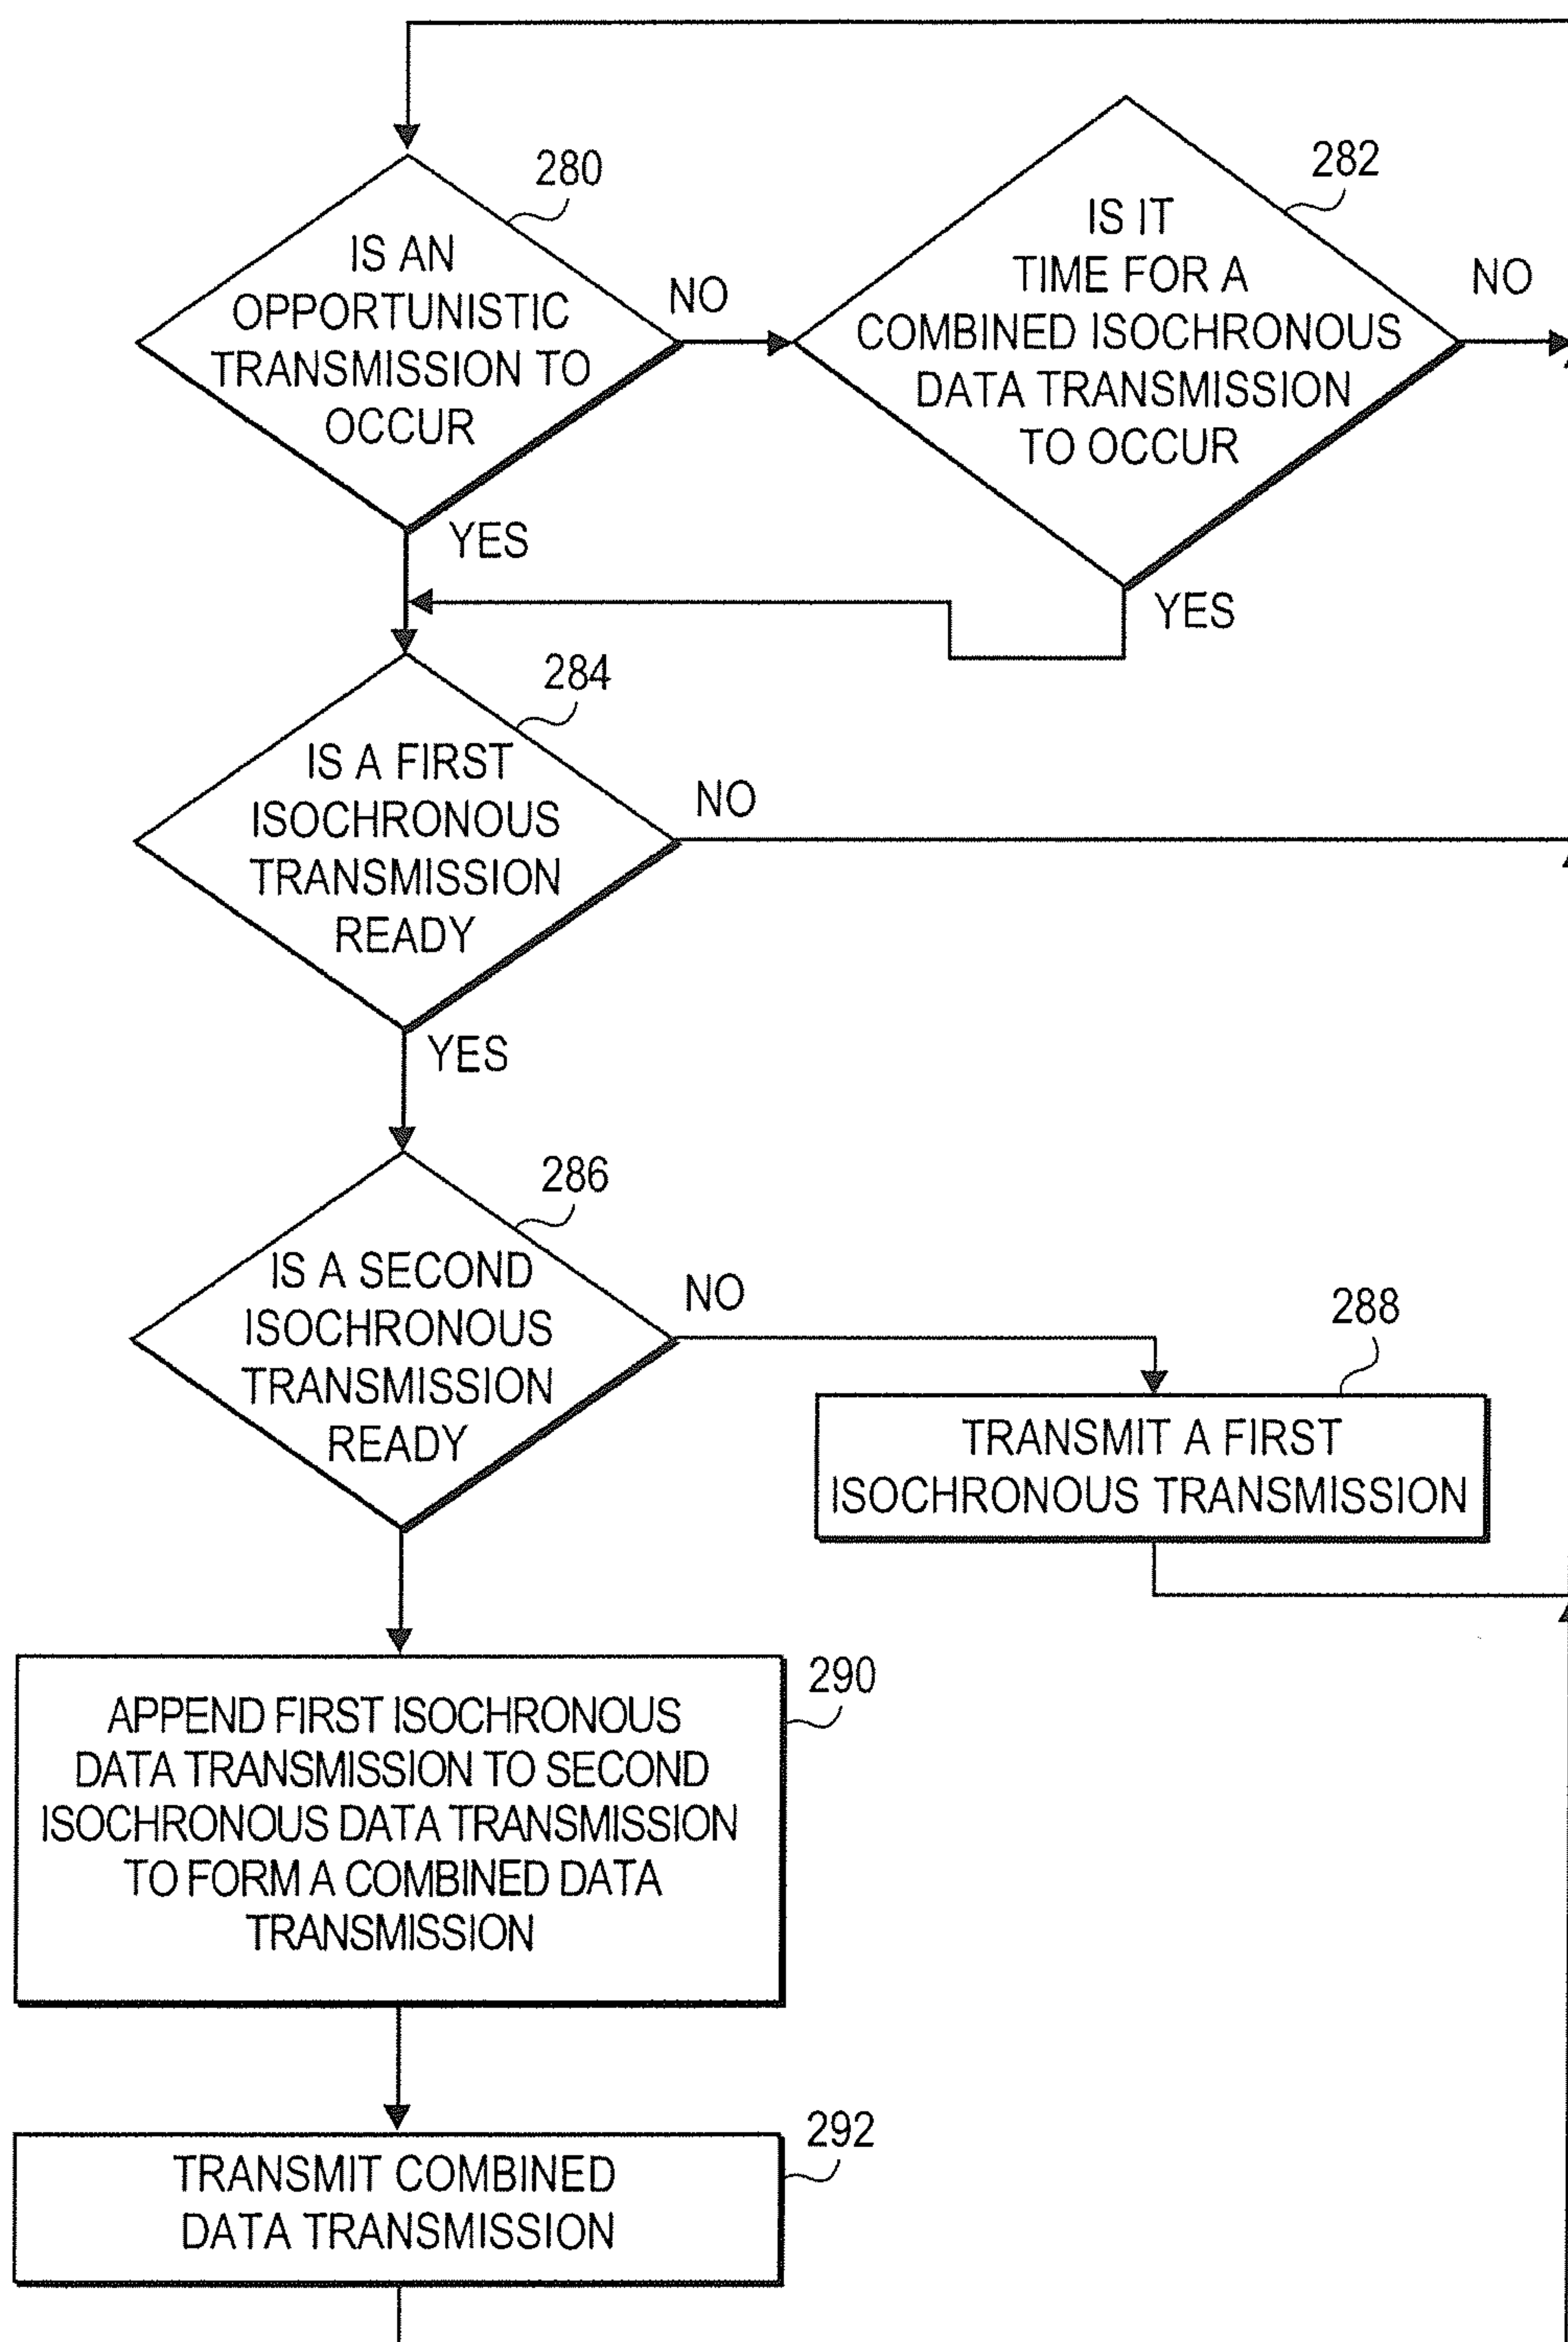 280
IS AN
OPPORTUNISTIC
TRANSMISSION TO
OCCUR
NO
YES
282
IS IT
TIME FOR A
COMBINED ISOCHRONOUS
DATA TRANSMISSION
TO OCCUR
NO
YES
284
IS A FIRST
ISOCHRONOUS
TRANSMISSION
READY
NO
YES
286
IS A SECOND
ISOCHRONOUS
TRANSMISSION
READY
NO
288
TRANSMIT A FIRST
ISOCHRONOUS TRANSMISSION
290
APPEND FIRST ISOCHRONOUS
DATA TRANSMISSION TO SECOND
ISOCHRONOUS DATA TRANSMISSION
TO FORM A COMBINED DATA
TRANSMISSION
292
TRANSMIT COMBINED
DATA TRANSMISSION